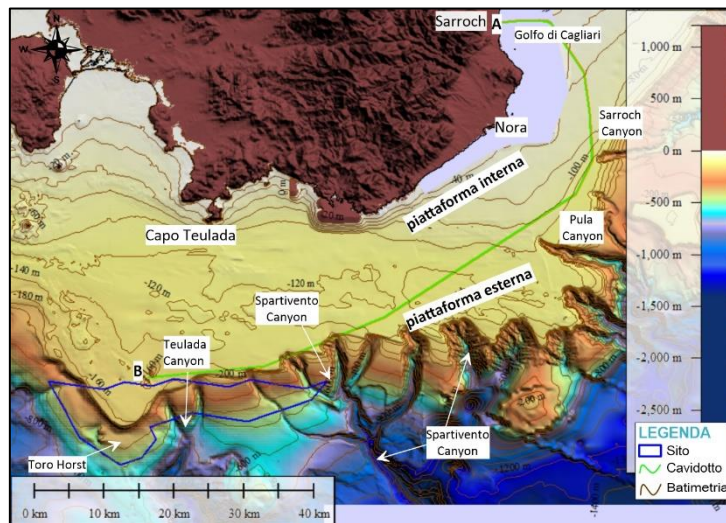 N
W
S
Sarroch
A
Golfo di Cagliari
1,000 m
500 m
0 m
-500 m
-1,000 m
-1,500 m
-2,000 m
-2,500 m
Sarroch
Canyon
Nora
-100 m
piattaforma interna
Pula
Canyon
Capo Teulada
-140 m
-180 m
-120 m
-120 m
piattaforma esterna
Spartivento
Canyon
Teulada
Canyon
B
-160 m
-200 m
Toro Horst
Spartivento
Canyon
LEGENDA
Sito
Cavidotto
Batimetria
0 km
10 km
20 km
30 km
40 km